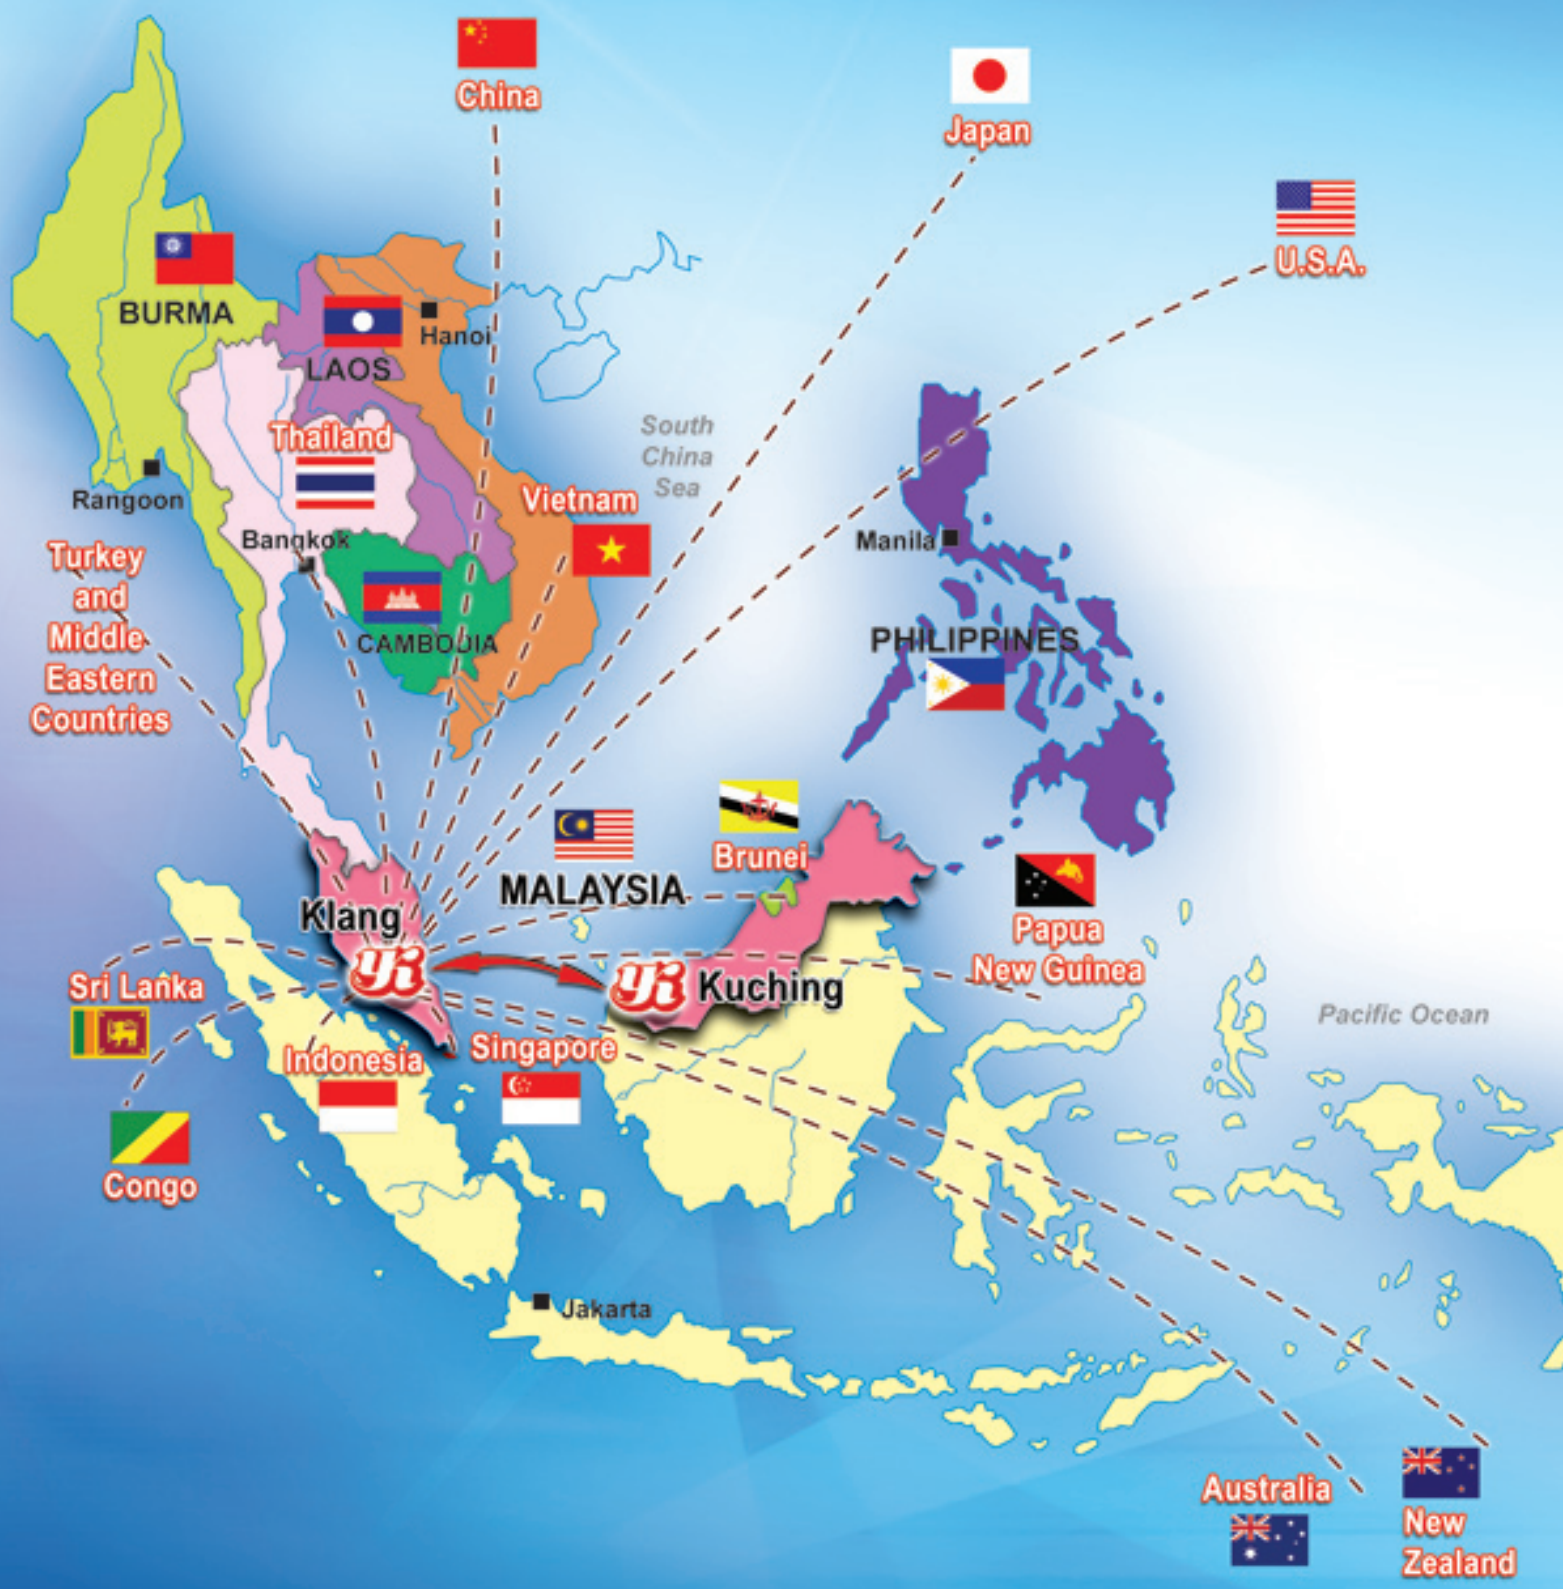 China
Japan
U.S.A.
BURMA
Hanoi
LAOS
South
China
Sea
Thailand
Vietnam
Rangoon
Bangkok
Manila
Turkey
and
Middle
Eastern
Countries
CAMBODIA
PHILIPPINES
Brunei
MALAYSIA
Klang
Papua
New Guinea
yi
yi
Kuching
Sri Lanka
Pacific Ocean
Indonesia
Singapore
Congo
Jakarta
Australia
New
Zealand